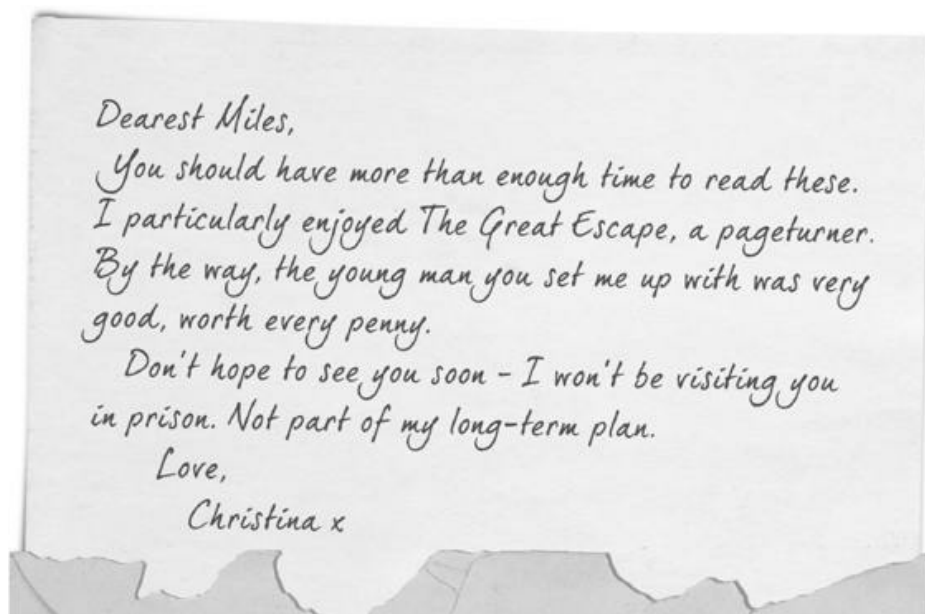 Dearest Miles,
You should have more than enough time to read these.
I particularly enjoyed The Great Escape, a pageturner.
By the way, the young man you set me up with was very
good, worth every penny.
Don't hope to see you soon – I won't be visiting you
in prison. Not part of my long-term plan.
Love,
Christina x